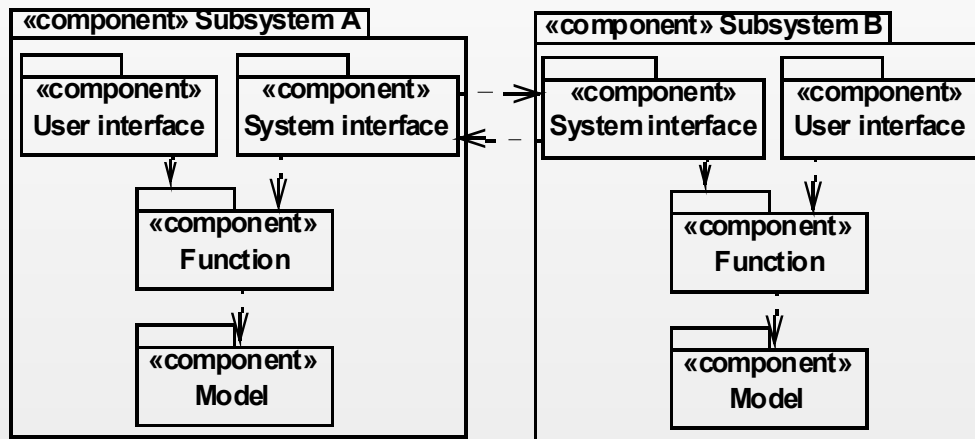 «component» Subsystem A
«component»
User interface
«component»
System interface
«component»
Function
«component»
Model
«component» Subsystem B
«component»
System interface
«component»
User interface
«component»
Function
«component»
Model